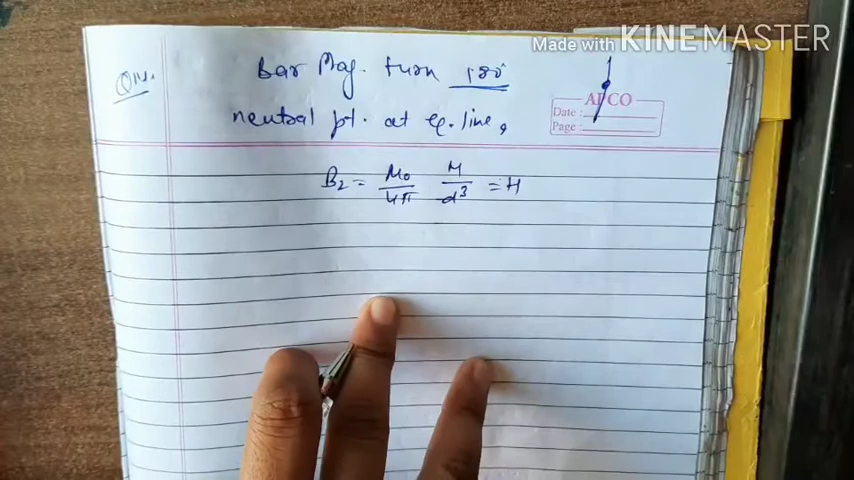 Made with KINEMASTER
Qn.
Bar Mag. turn 180°
neutral pt. at eq. line,
APCO
Date :
Page :
B₂ = μ₀/4π M/d³ = H